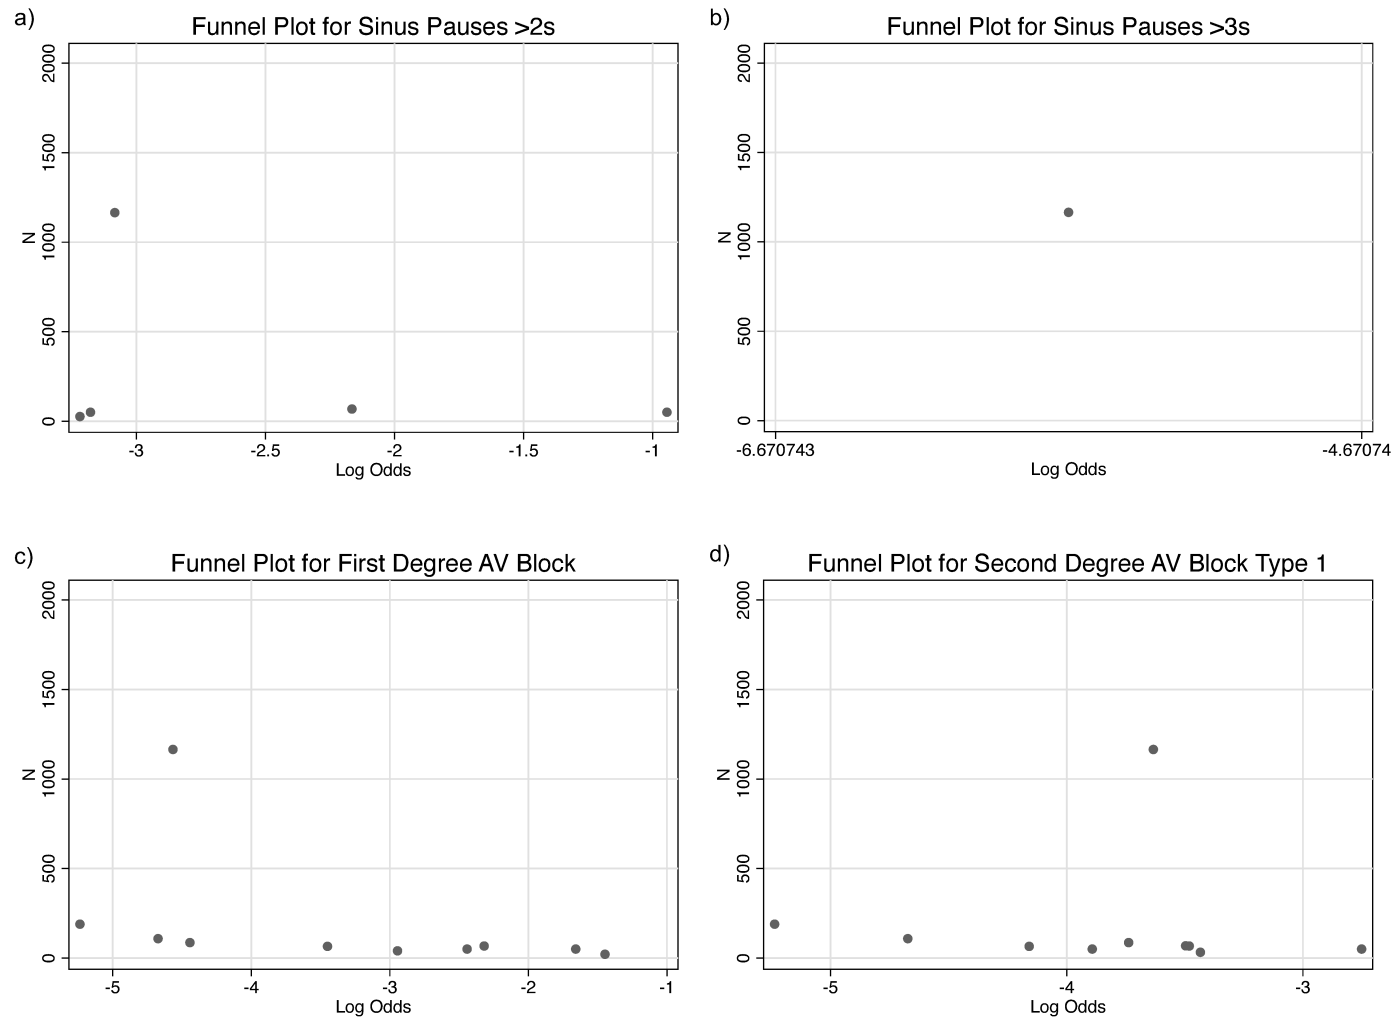 a)
Funnel Plot for Sinus Pauses >2s
2000
1500
1000
500
0
N
-3
-2.5
-2
-1.5
-1
Log Odds
b)
Funnel Plot for Sinus Pauses >3s
2000
1500
1000
500
0
N
-6.670743
-4.67074
Log Odds
c)
Funnel Plot for First Degree AV Block
2000
1500
1000
500
0
N
-5
-4
-3
-2
-1
Log Odds
d)
Funnel Plot for Second Degree AV Block Type 1
2000
1500
1000
500
0
N
-5
-4
-3
Log Odds